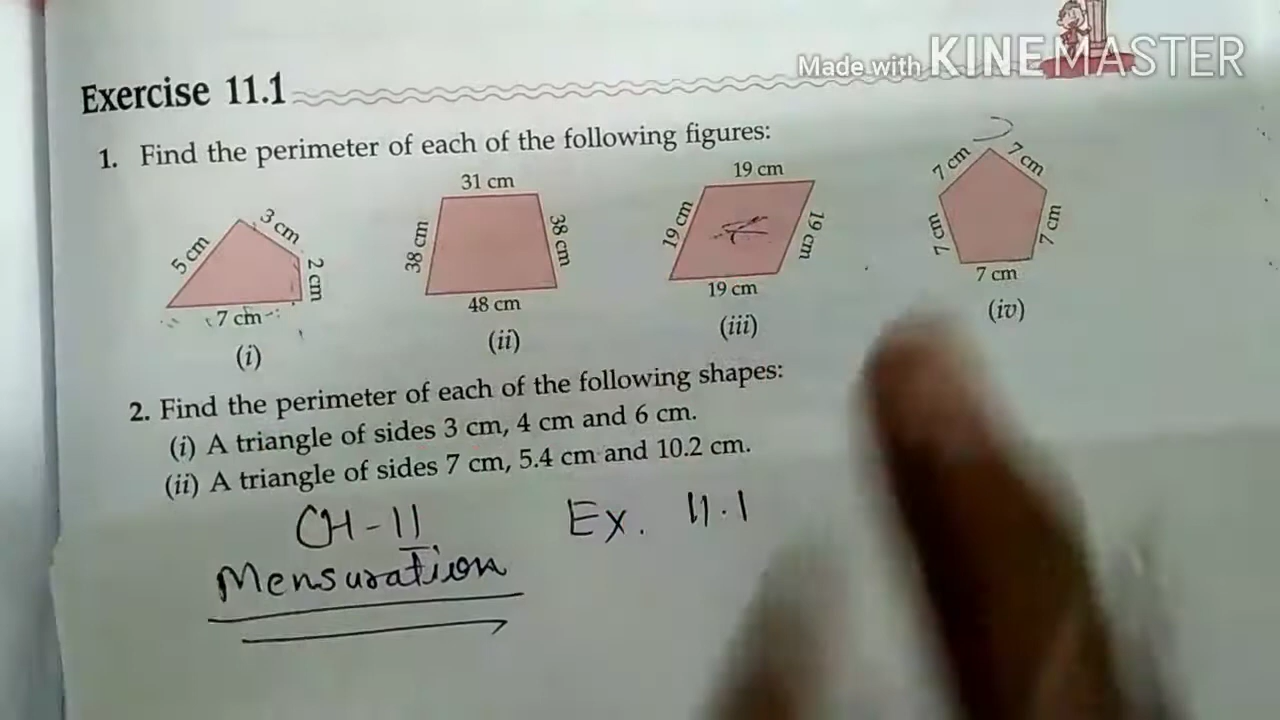 Made with KINEMASTER
Exercise 11.1
1. Find the perimeter of each of the following figures:
5 cm
3 cm
2 cm
7 cm
(i)
31 cm
38 cm
38 cm
48 cm
(ii)
19 cm
19 cm
19 cm
19 cm
(iii)
7 cm
7 cm
7 cm
7 cm
7 cm
(iv)
2. Find the perimeter of each of the following shapes:
(i) A triangle of sides 3 cm, 4 cm and 6 cm.
(ii) A triangle of sides 7 cm, 5.4 cm and 10.2 cm.
CH-11 Ex. 11.1
Mensuration